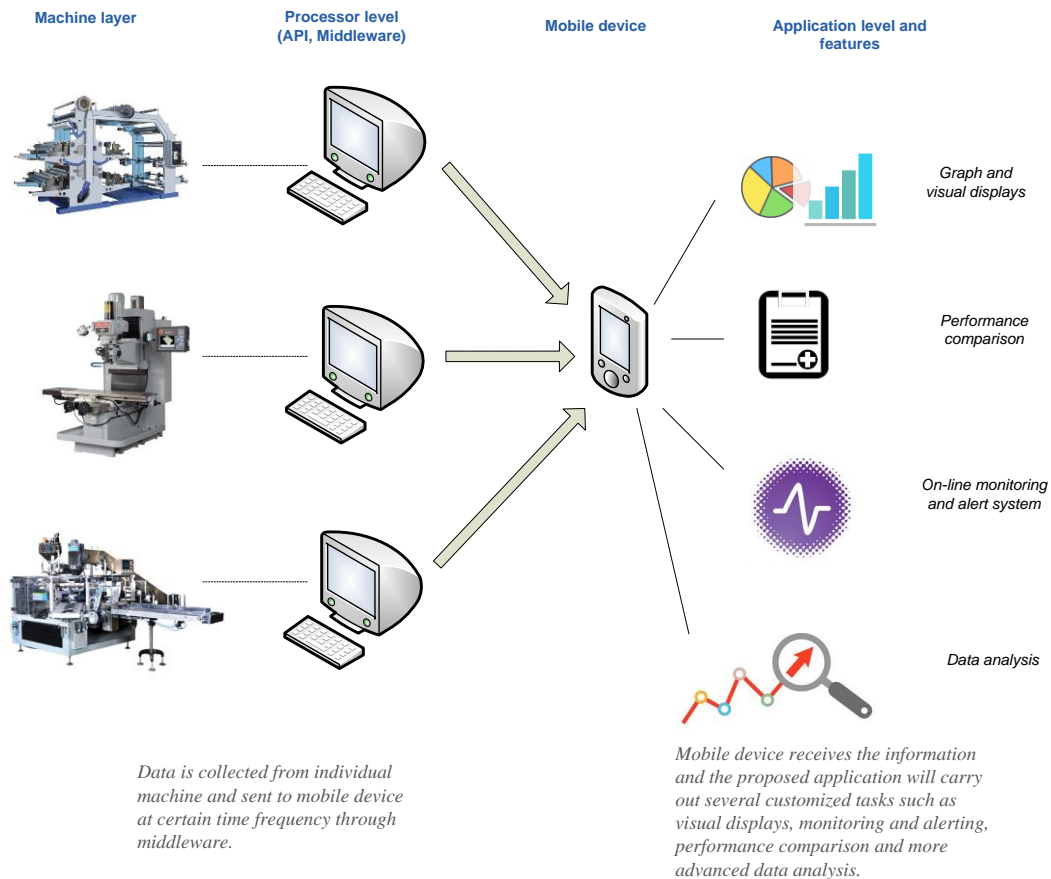 Machine layer
Processor level
(API, Middleware)
Mobile device
Application level and
features
Graph and
visual displays
Performance
comparison
On-line monitoring
and alert system
Data analysis
Data is collected from individual
machine and sent to mobile device
at certain time frequency through
middleware.
Mobile device receives the information
and the proposed application will carry
out several customized tasks such as
visual displays, monitoring and alerting,
performance comparison and more
advanced data analysis.